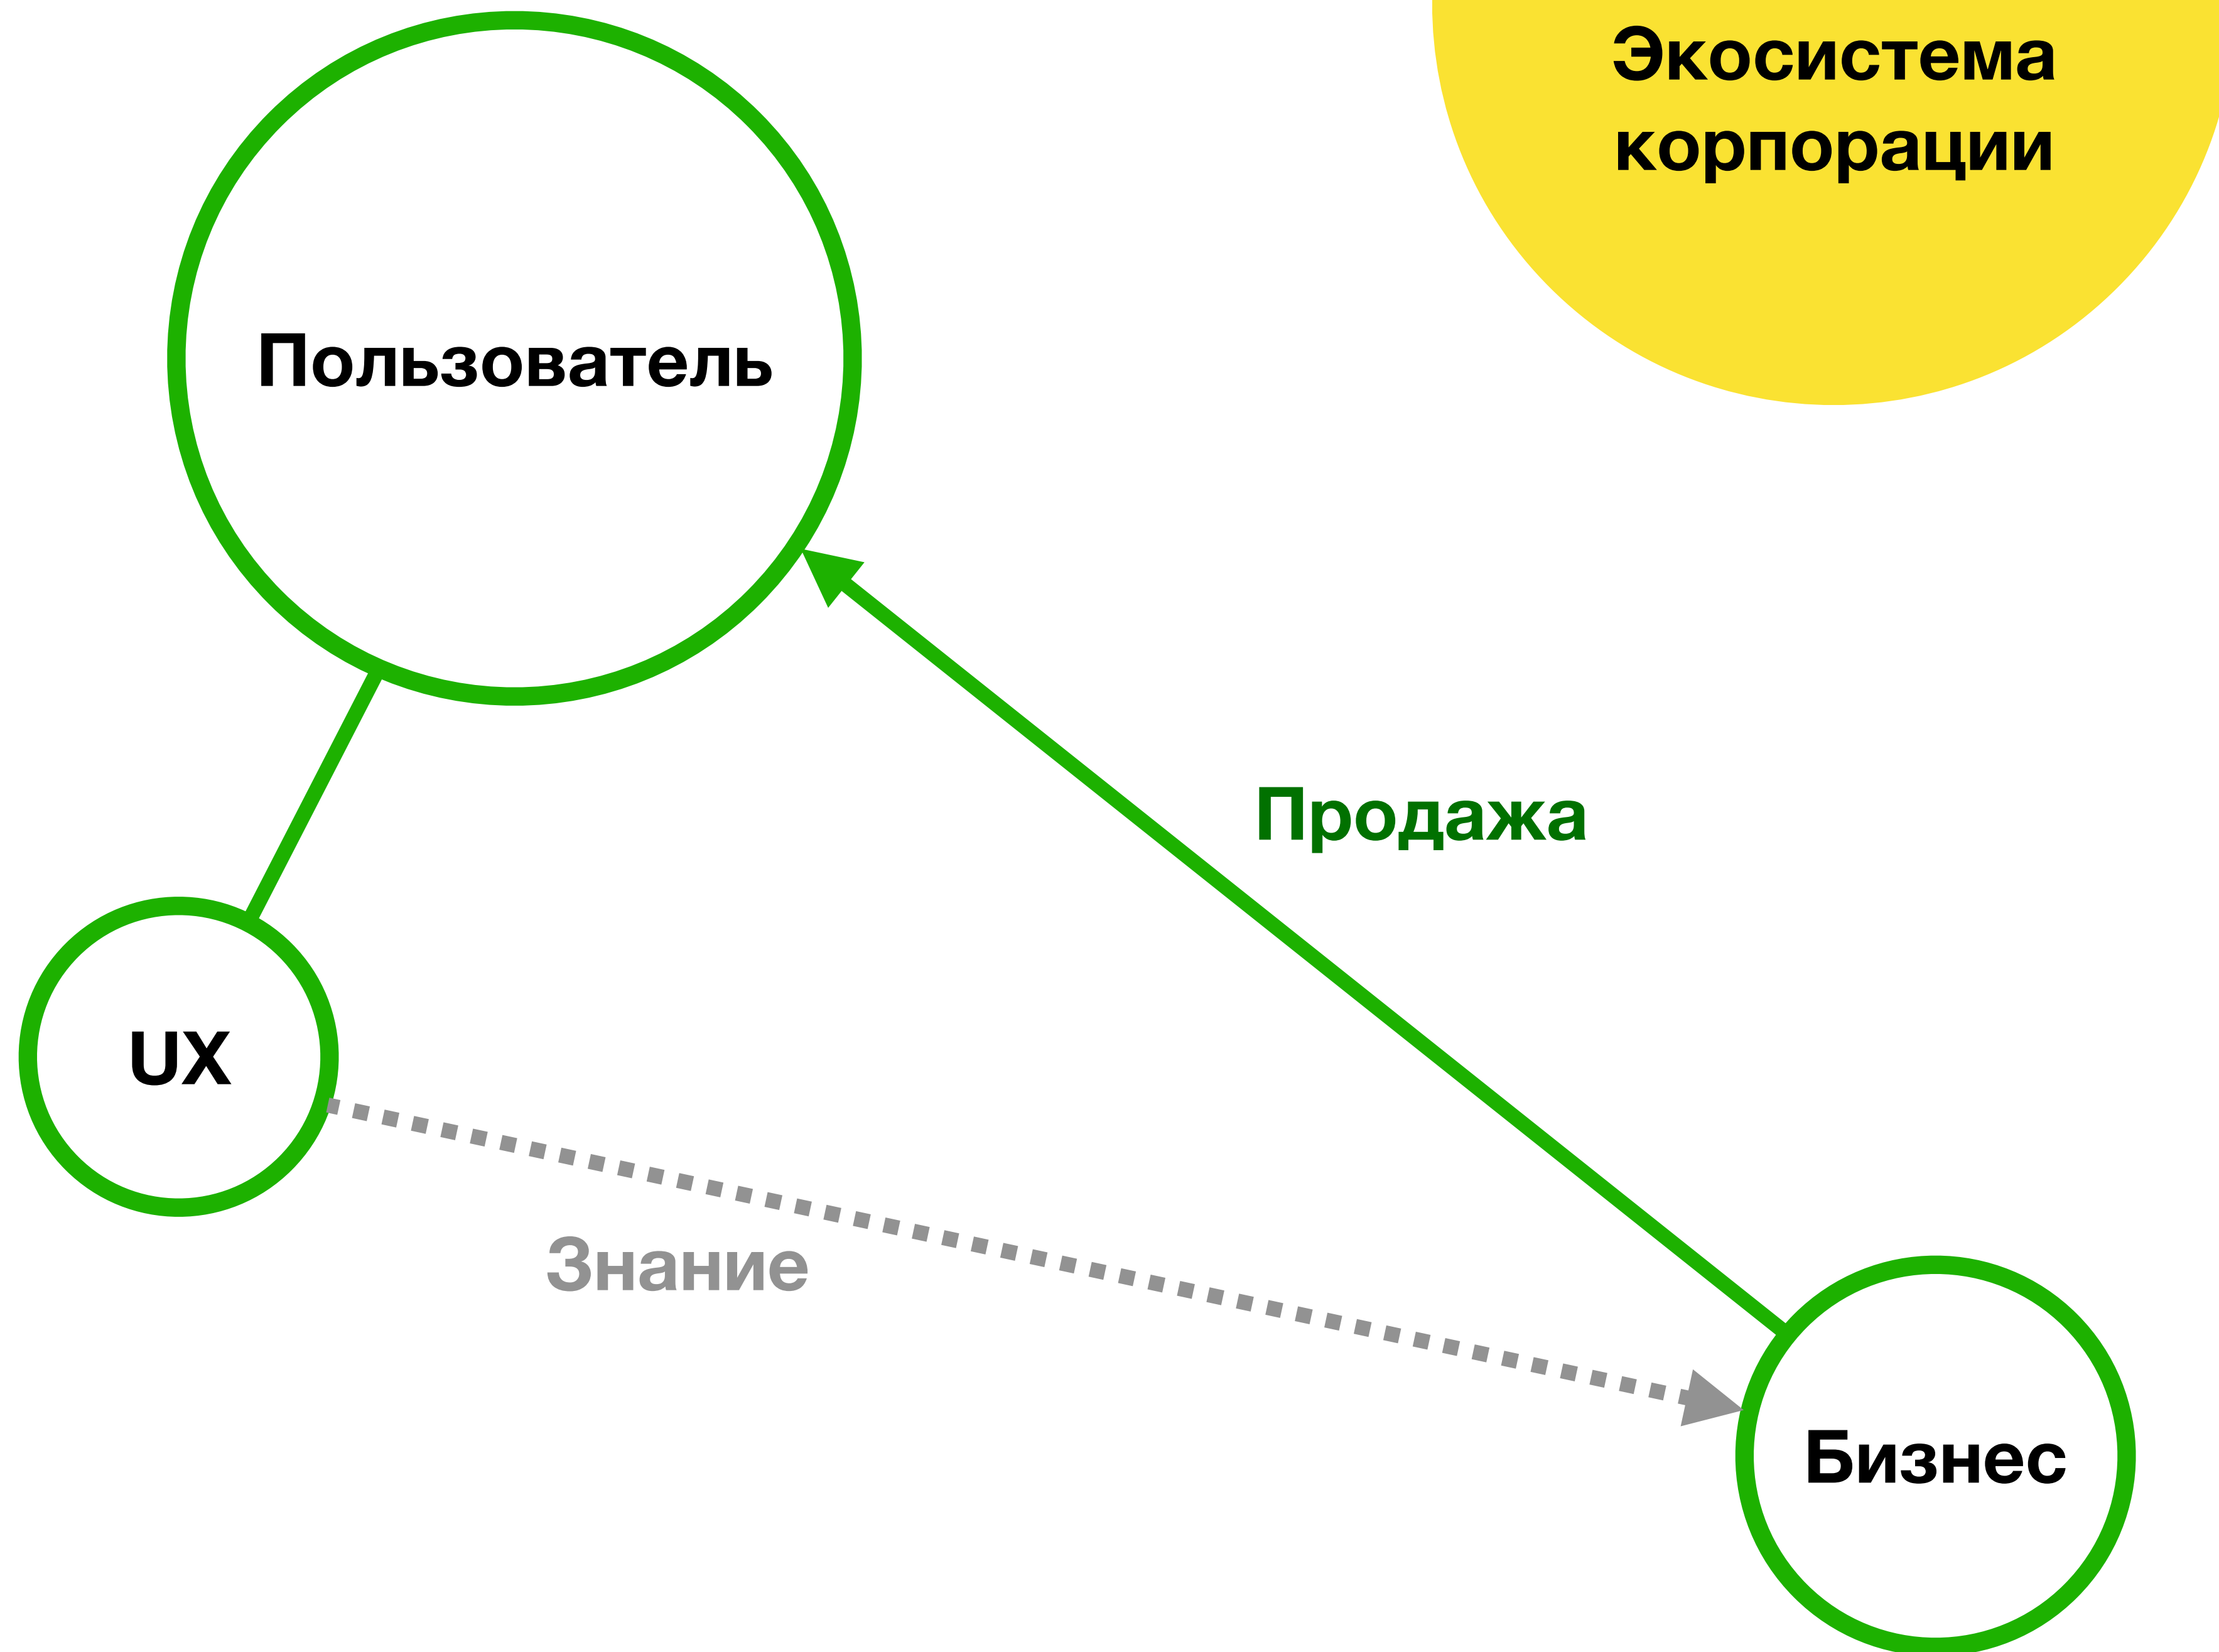 Экосистема
корпорации
Пользователь
Продажа
UX
Знание
Бизнес